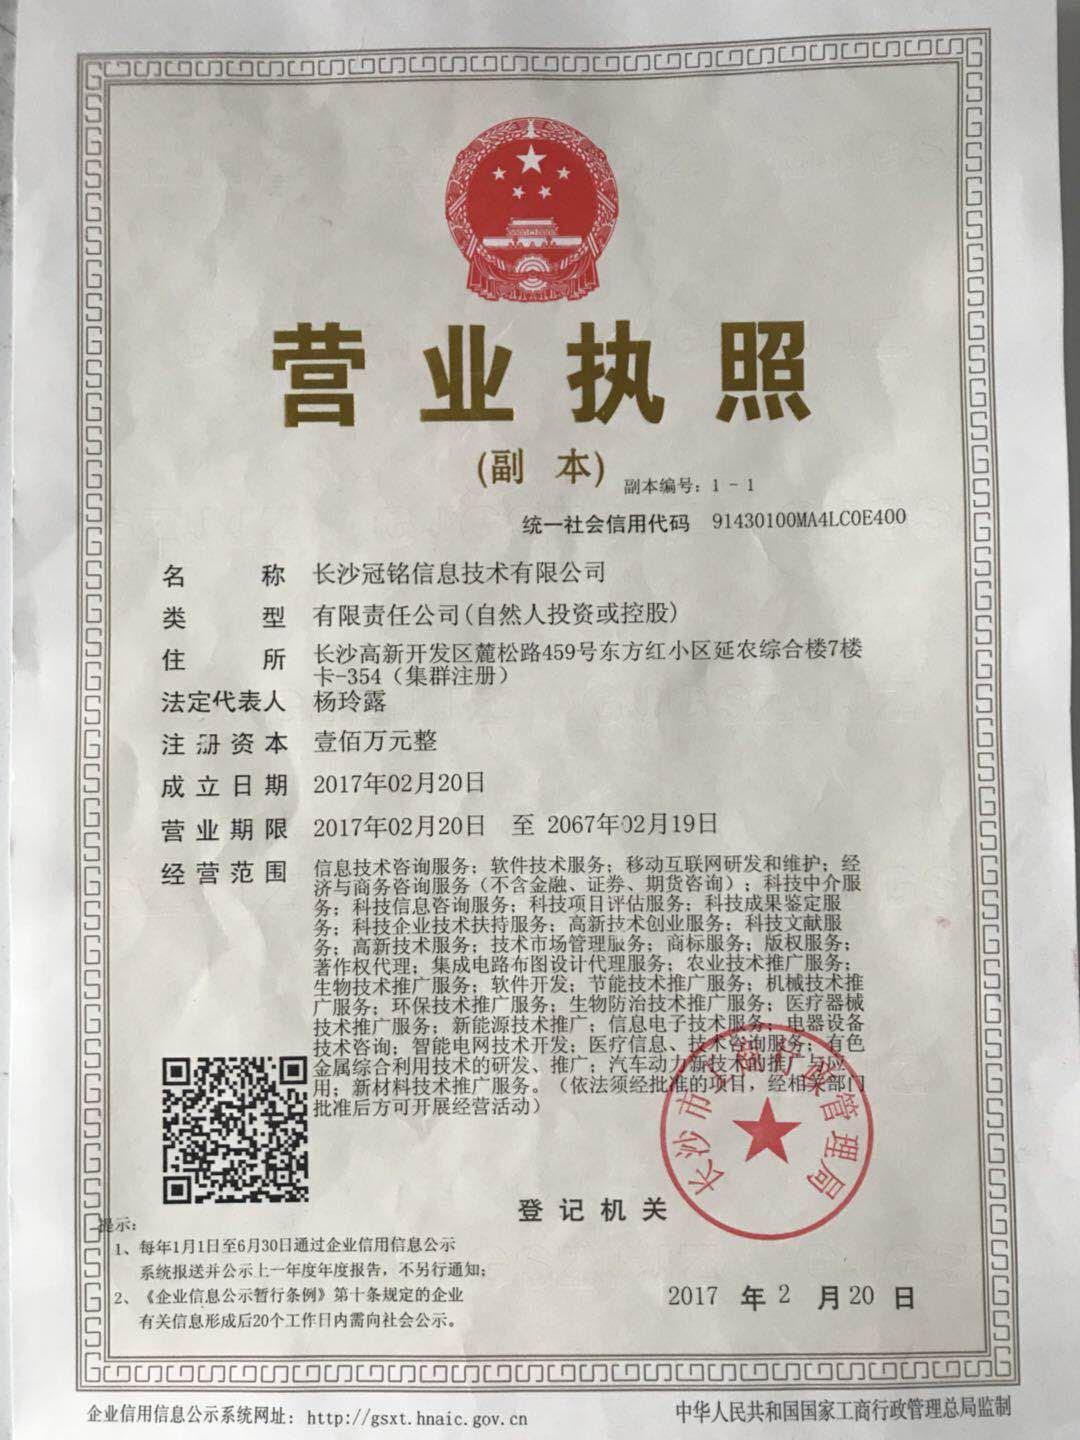 营业执照
(副 本)
副本编号：1 - 1
统一社会信用代码 91430100MA4LC0E400
名 称 长沙冠铭信息技术有限公司
类 型 有限责任公司(自然人投资或控股)
住 所 长沙高新开发区麓松路459号东方红小区延农综合楼7楼
卡-354（集群注册）
法定代表人 杨玲露
注册资本 壹佰万元整
成立日期 2017年02月20日
营业期限 2017年02月20日 至 2067年02月19日
经营范围 信息技术咨询服务；软件技术服务；移动互联网研发和维护；经
济与商务咨询服务（不含金融、证券、期货咨询）；科技中介服
务；科技信息咨询服务；科技项目评估服务；科技成果鉴定服
务；科技企业技术扶持服务；高新技术创业服务；科技文献服
务；高新技术服务；技术市场管理服务；商标服务；版权服务；
著作权代理；集成电路布图设计代理服务；农业技术推广服务；
生物技术推广服务；软件开发；节能技术推广服务；机械技术推
广服务；环保技术推广服务；生物防治技术推广服务；医疗器械
技术推广服务；新能源技术推广；信息电子技术服务；电器设备
技术咨询；智能电网技术开发；医疗信息、技术咨询服务；有色
金属综合利用技术的研发、推广；汽车动力新技术的推广与应
用；新材料技术推广服务。（依法须经批准的项目，经相关部门
批准后方可开展经营活动）
长沙市工商行政管理局
登记机关
2017 年 2 月 20 日
提示：
1、每年1月1日至6月30日通过企业信用信息公示
系统报送并公示上一年度年度报告，不另行通知；
2、《企业信息公示暂行条例》第十条规定的企业
有关信息形成后20个工作日内需向社会公示。
企业信用信息公示系统网址：http://gsxt.hnaic.gov.cn
中华人民共和国国家工商行政管理总局监制